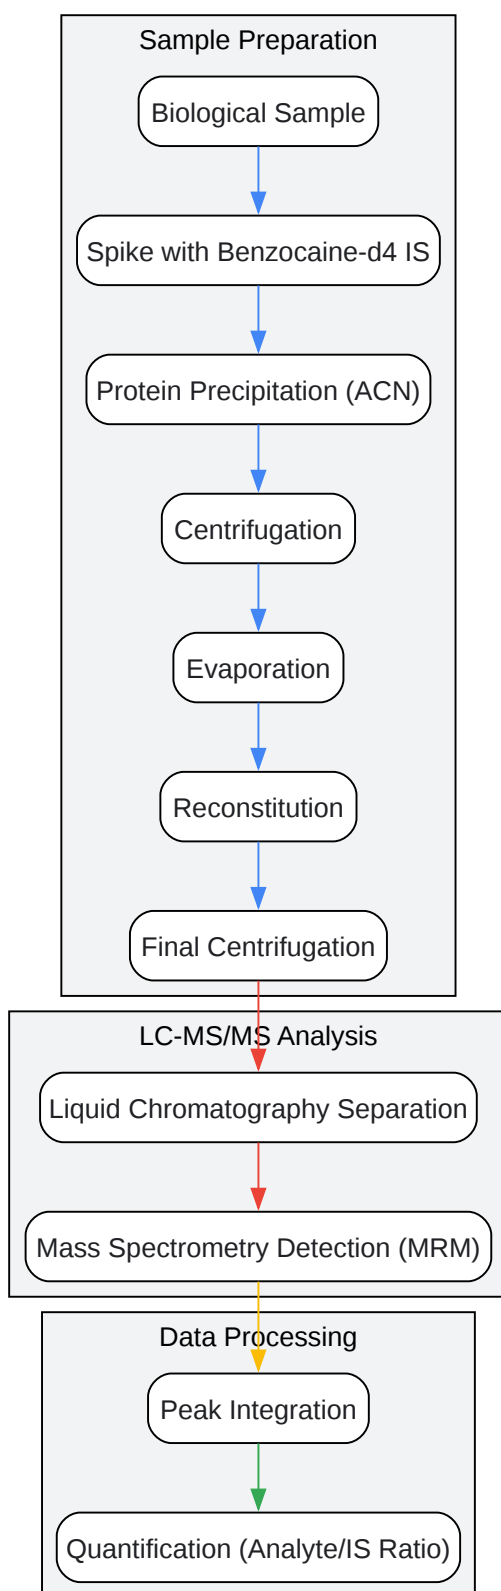 Sample Preparation
Biological Sample
Spike with Benzocaine-d4 IS
Protein Precipitation (ACN)
Centrifugation
Evaporation
Reconstitution
Final Centrifugation
LC-MS/MS Analysis
Liquid Chromatography Separation
Mass Spectrometry Detection (MRM)
Data Processing
Peak Integration
Quantification (Analyte/IS Ratio)